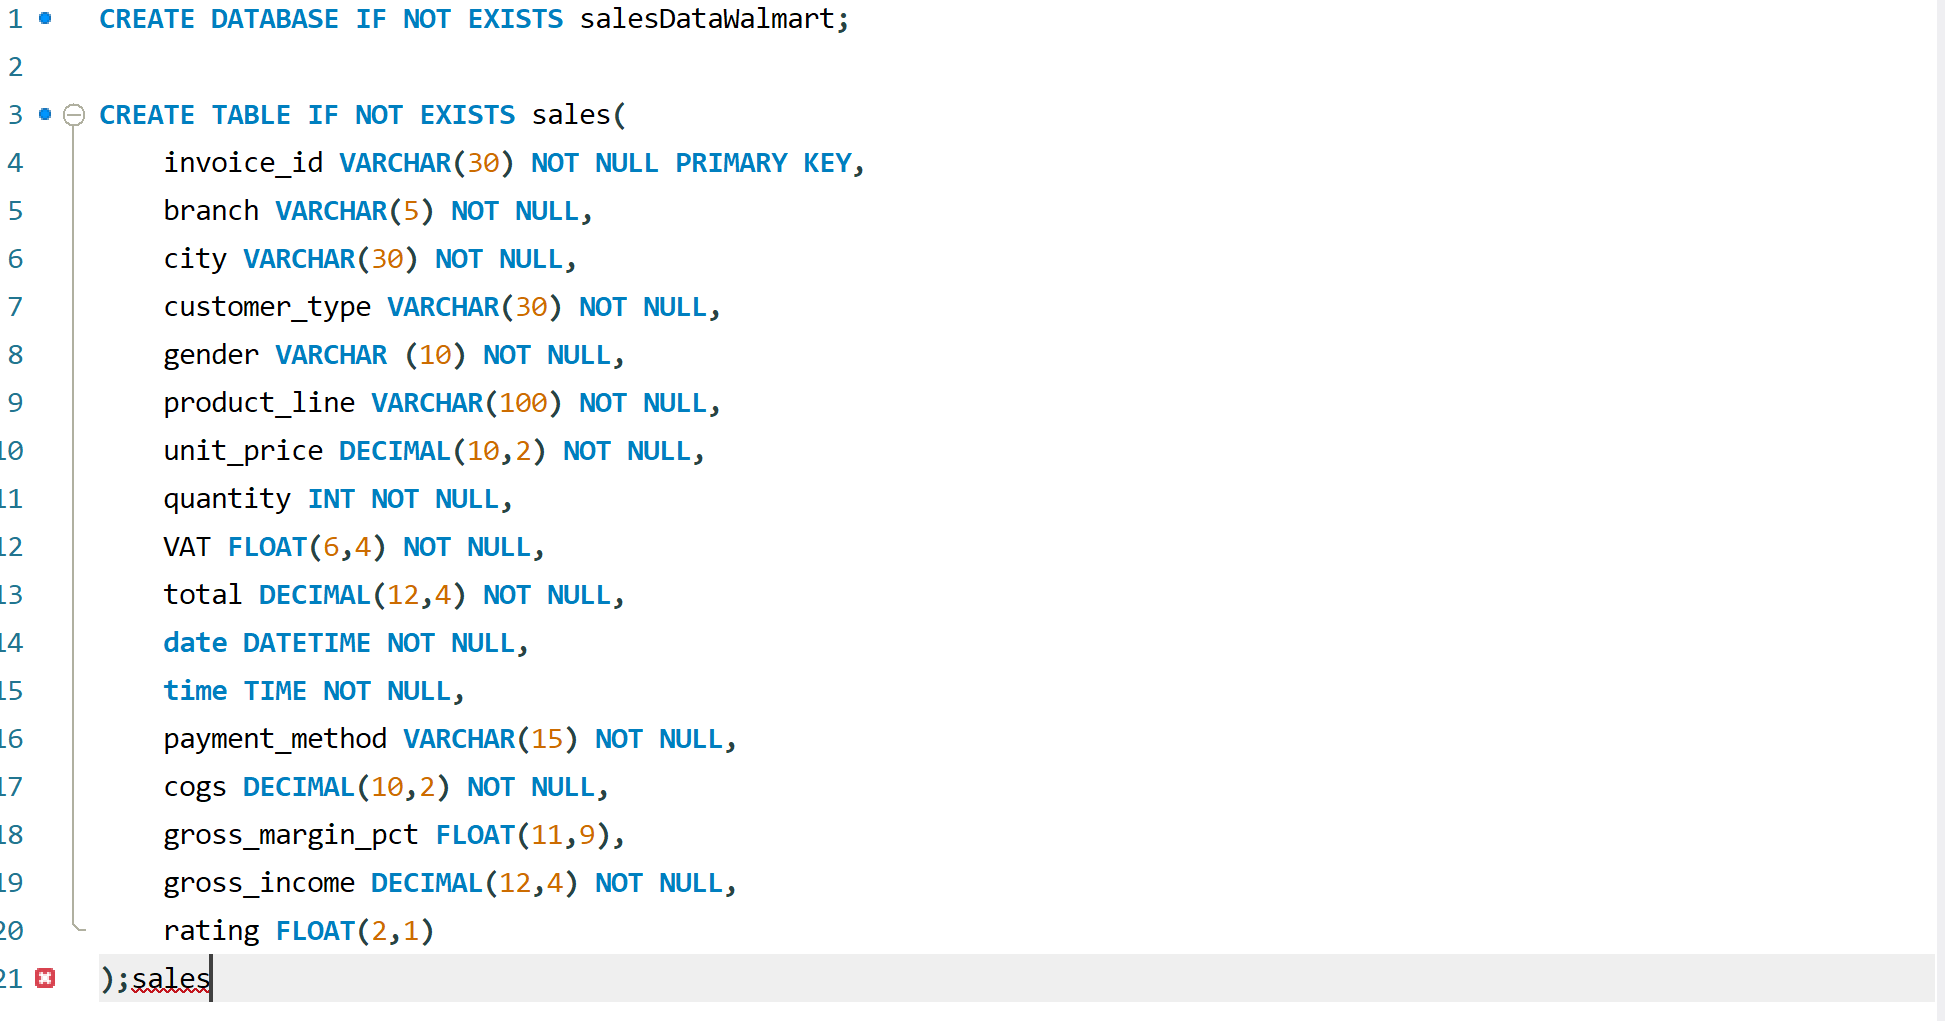 1 CREATE DATABASE IF NOT EXISTS salesDataWalmart;
2
3 CREATE TABLE IF NOT EXISTS sales(
4 invoice_id VARCHAR(30) NOT NULL PRIMARY KEY,
5 branch VARCHAR(5) NOT NULL,
6 city VARCHAR(30) NOT NULL,
7 customer_type VARCHAR(30) NOT NULL,
8 gender VARCHAR (10) NOT NULL,
9 product_line VARCHAR(100) NOT NULL,
10 unit_price DECIMAL(10,2) NOT NULL,
11 quantity INT NOT NULL,
12 VAT FLOAT(6,4) NOT NULL,
13 total DECIMAL(12,4) NOT NULL,
14 date DATETIME NOT NULL,
15 time TIME NOT NULL,
16 payment_method VARCHAR(15) NOT NULL,
17 cogs DECIMAL(10,2) NOT NULL,
18 gross_margin_pct FLOAT(11,9),
19 gross_income DECIMAL(12,4) NOT NULL,
20 rating FLOAT(2,1)
21 );sales